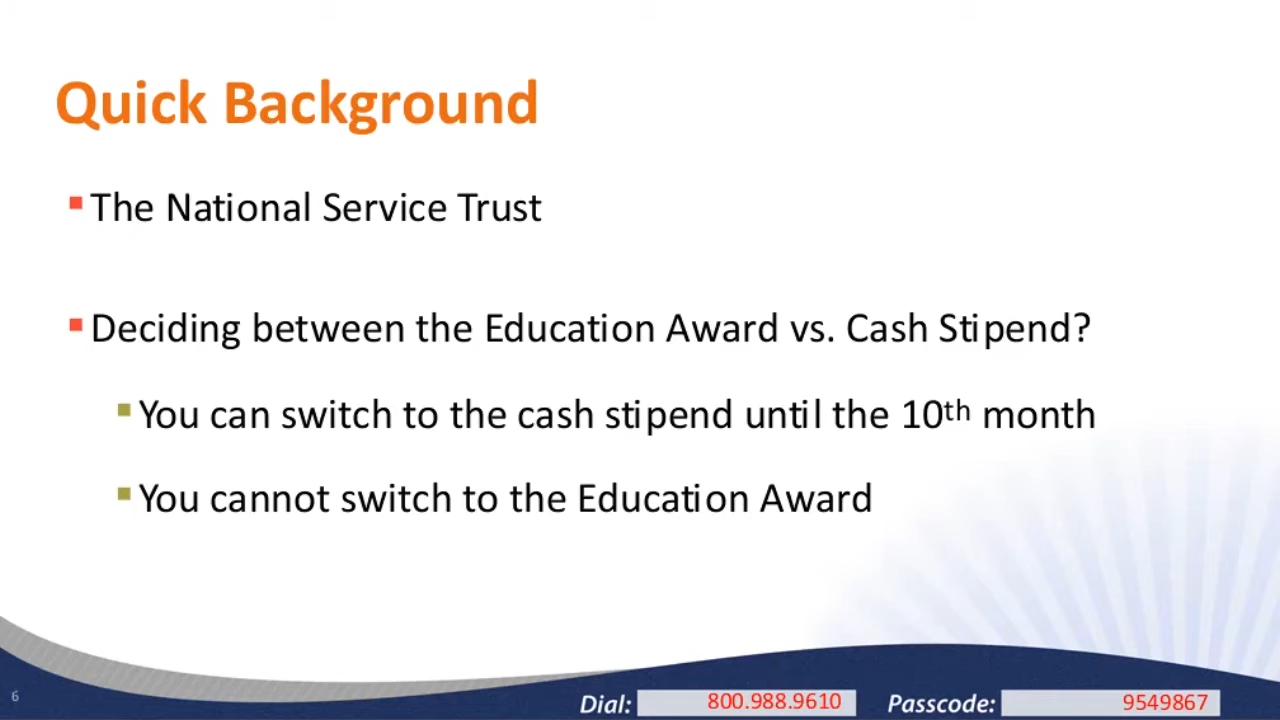 Quick Background
The National Service Trust
Deciding between the Education Award vs. Cash Stipend?
You can switch to the cash stipend until the 10th month
You cannot switch to the Education Award
6
Dial: 800.988.9610 Passcode: 9549867